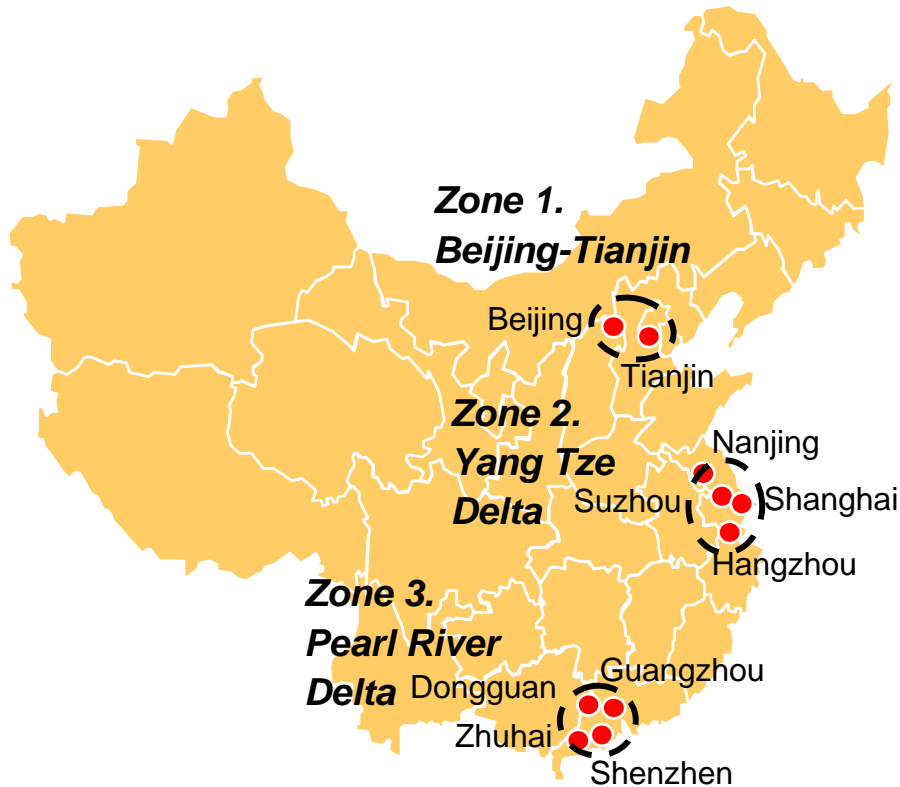 Zone 1.
Beijing-Tianjin
Beijing
Tianjin
Zone 2.
Yang Tze
Delta
Nanjing
Suzhou
Shanghai
Hangzhou
Zone 3.
Pearl River
Delta
Guangzhou
Dongguan
Zhuhai
Shenzhen